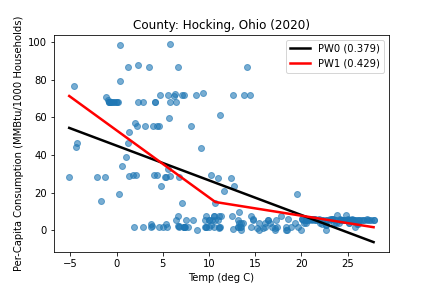 County: Hocking, Ohio (2020)
Per-Capita Consumption (MMBtu/1000 Households)
100
80
60
40
20
0
PW0 (0.379)
PW1 (0.429)
−5
0
5
10
15
20
25
Temp (deg C)